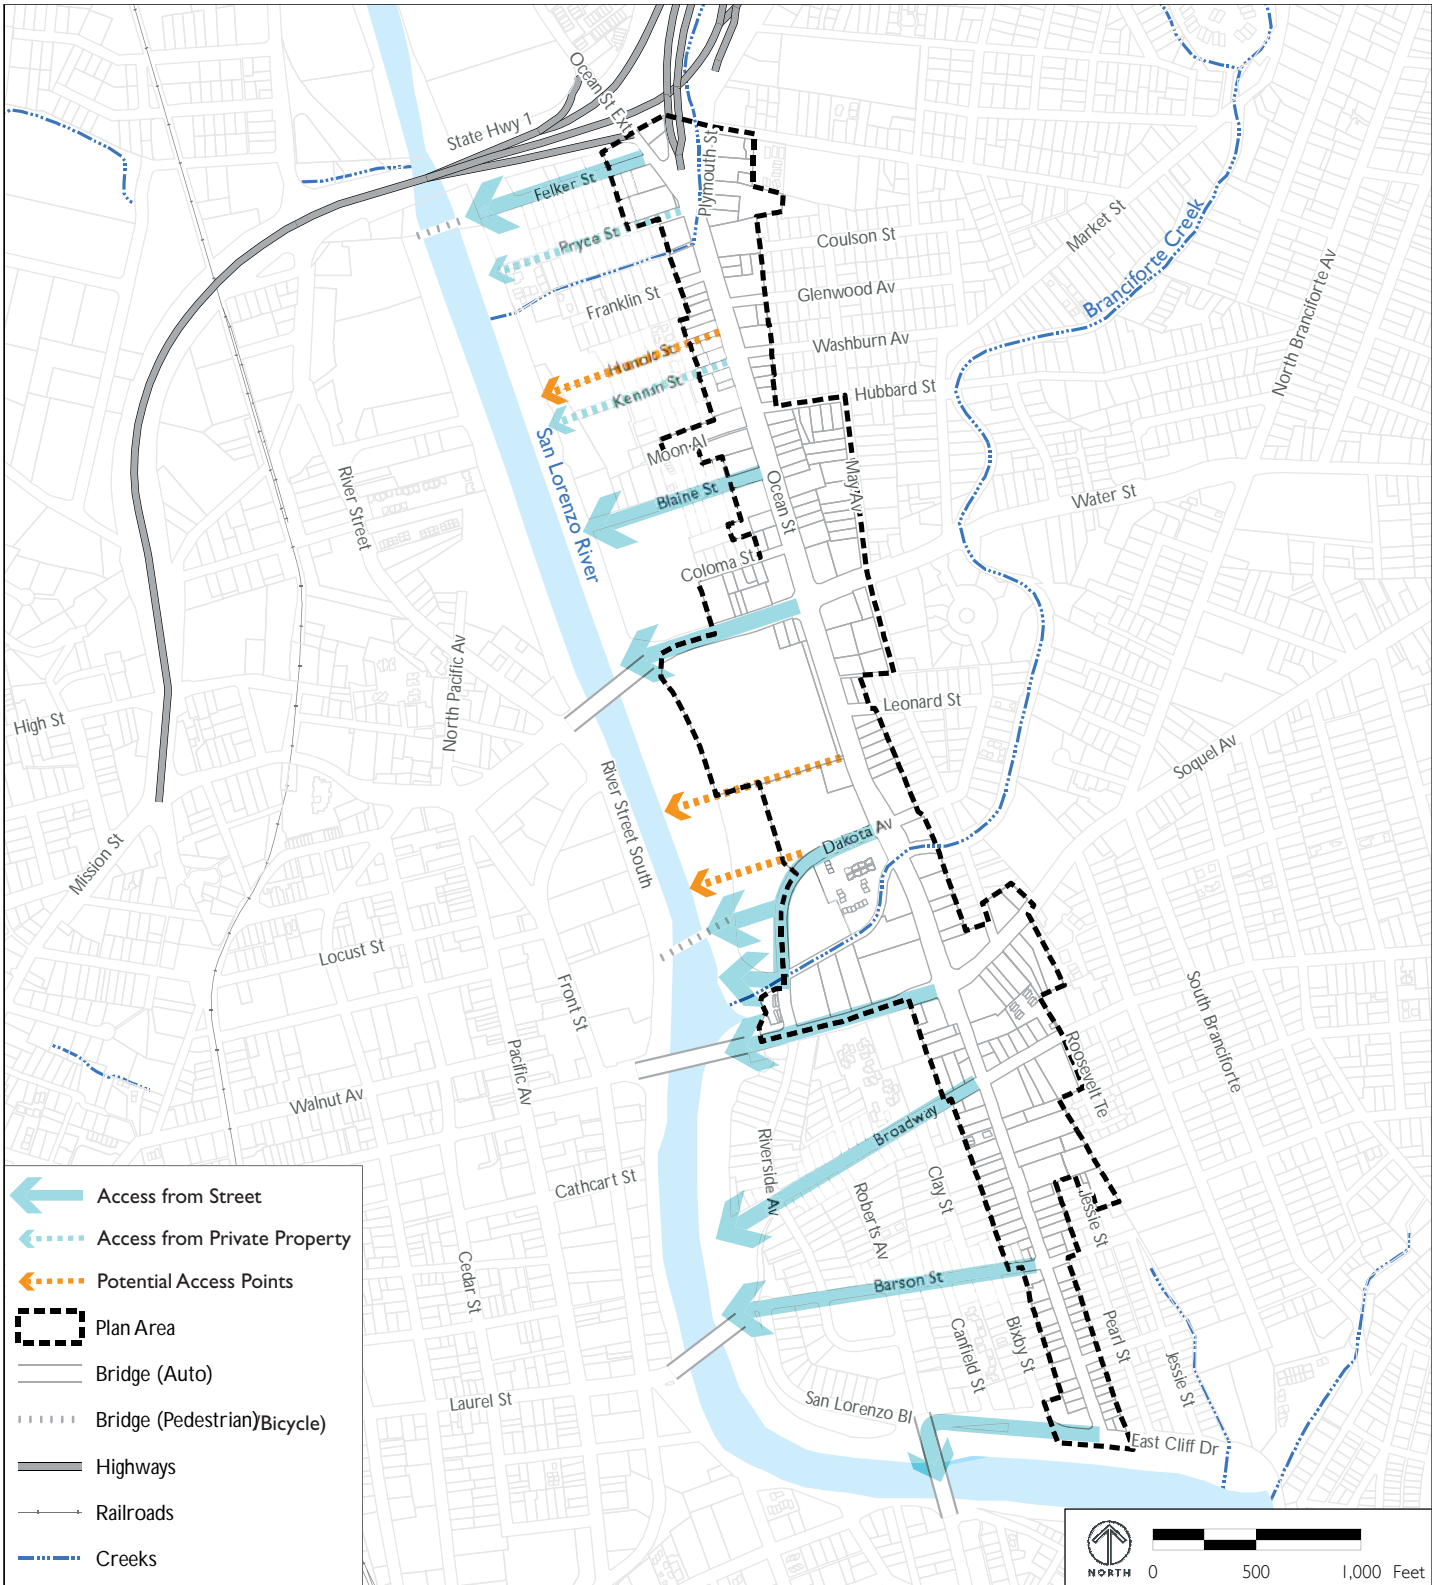 Ocean St Ext
State Hwy 1
Plymouth St
Felker St
Pryce St
Market St
Coulson St
Branciforte Creek
Glenwood Av
Franklin St
North Branciforte Av
Washburn Av
Kennan St
Hubbard St
San Lorenzo River
Moon Al
River Street
May Av
Ocean St
Blaine St
Water St
Coloma St
North Pacific Av
Leonard St
High St
Soquel Av
River Street South
Dakota Av
Mission St
Locust St
Front St
South Branciforte
Pacific Av
Roosevelt Te
Walnut Av
Broadway
Riverside Av
Cathcart St
Clay St
Roberts Av
Jessie St
Cedar St
Barson St
Canfield St
Bixby St
Pearl St
Jessie St
Laurel St
San Lorenzo Bl
East Cliff Dr
Access from Street
Access from Private Property
Potential Access Points
Plan Area
Bridge (Auto)
Bridge (Pedestrian)/Bicycle)
Highways
Railroads
Creeks
NORTH
0 500 1,000 Feet